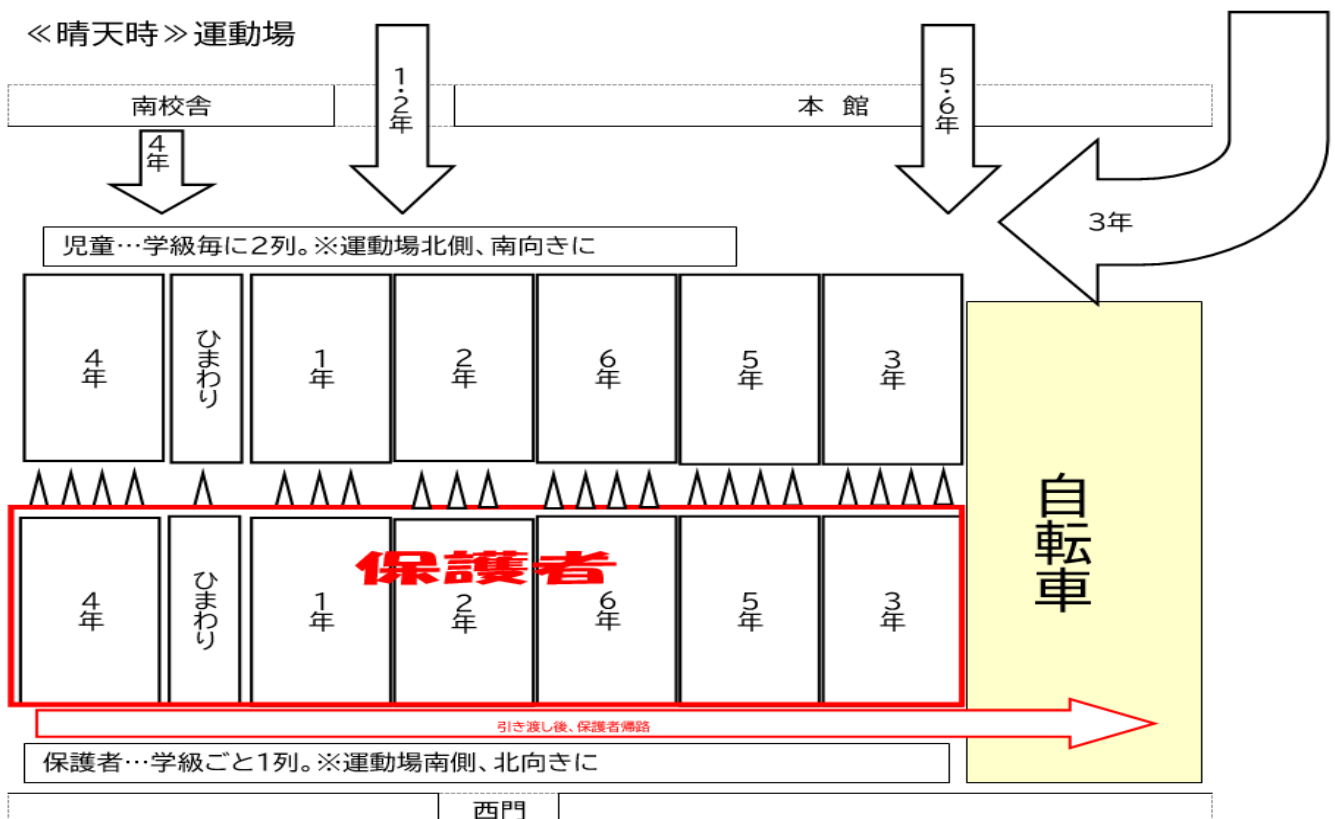 ≪晴天時≫運動場
1・2年
5・6年
南校舎
本 館
4年
3年
児童…学級毎に2列。※運動場北側、南向きに
4年
ひまわり
1年
2年
6年
5年
3年
自転車
保護者
4年
ひまわり
1年
2年
6年
5年
3年
引き渡し後、保護者帰路
保護者…学級ごと1列。※運動場南側、北向きに
西門